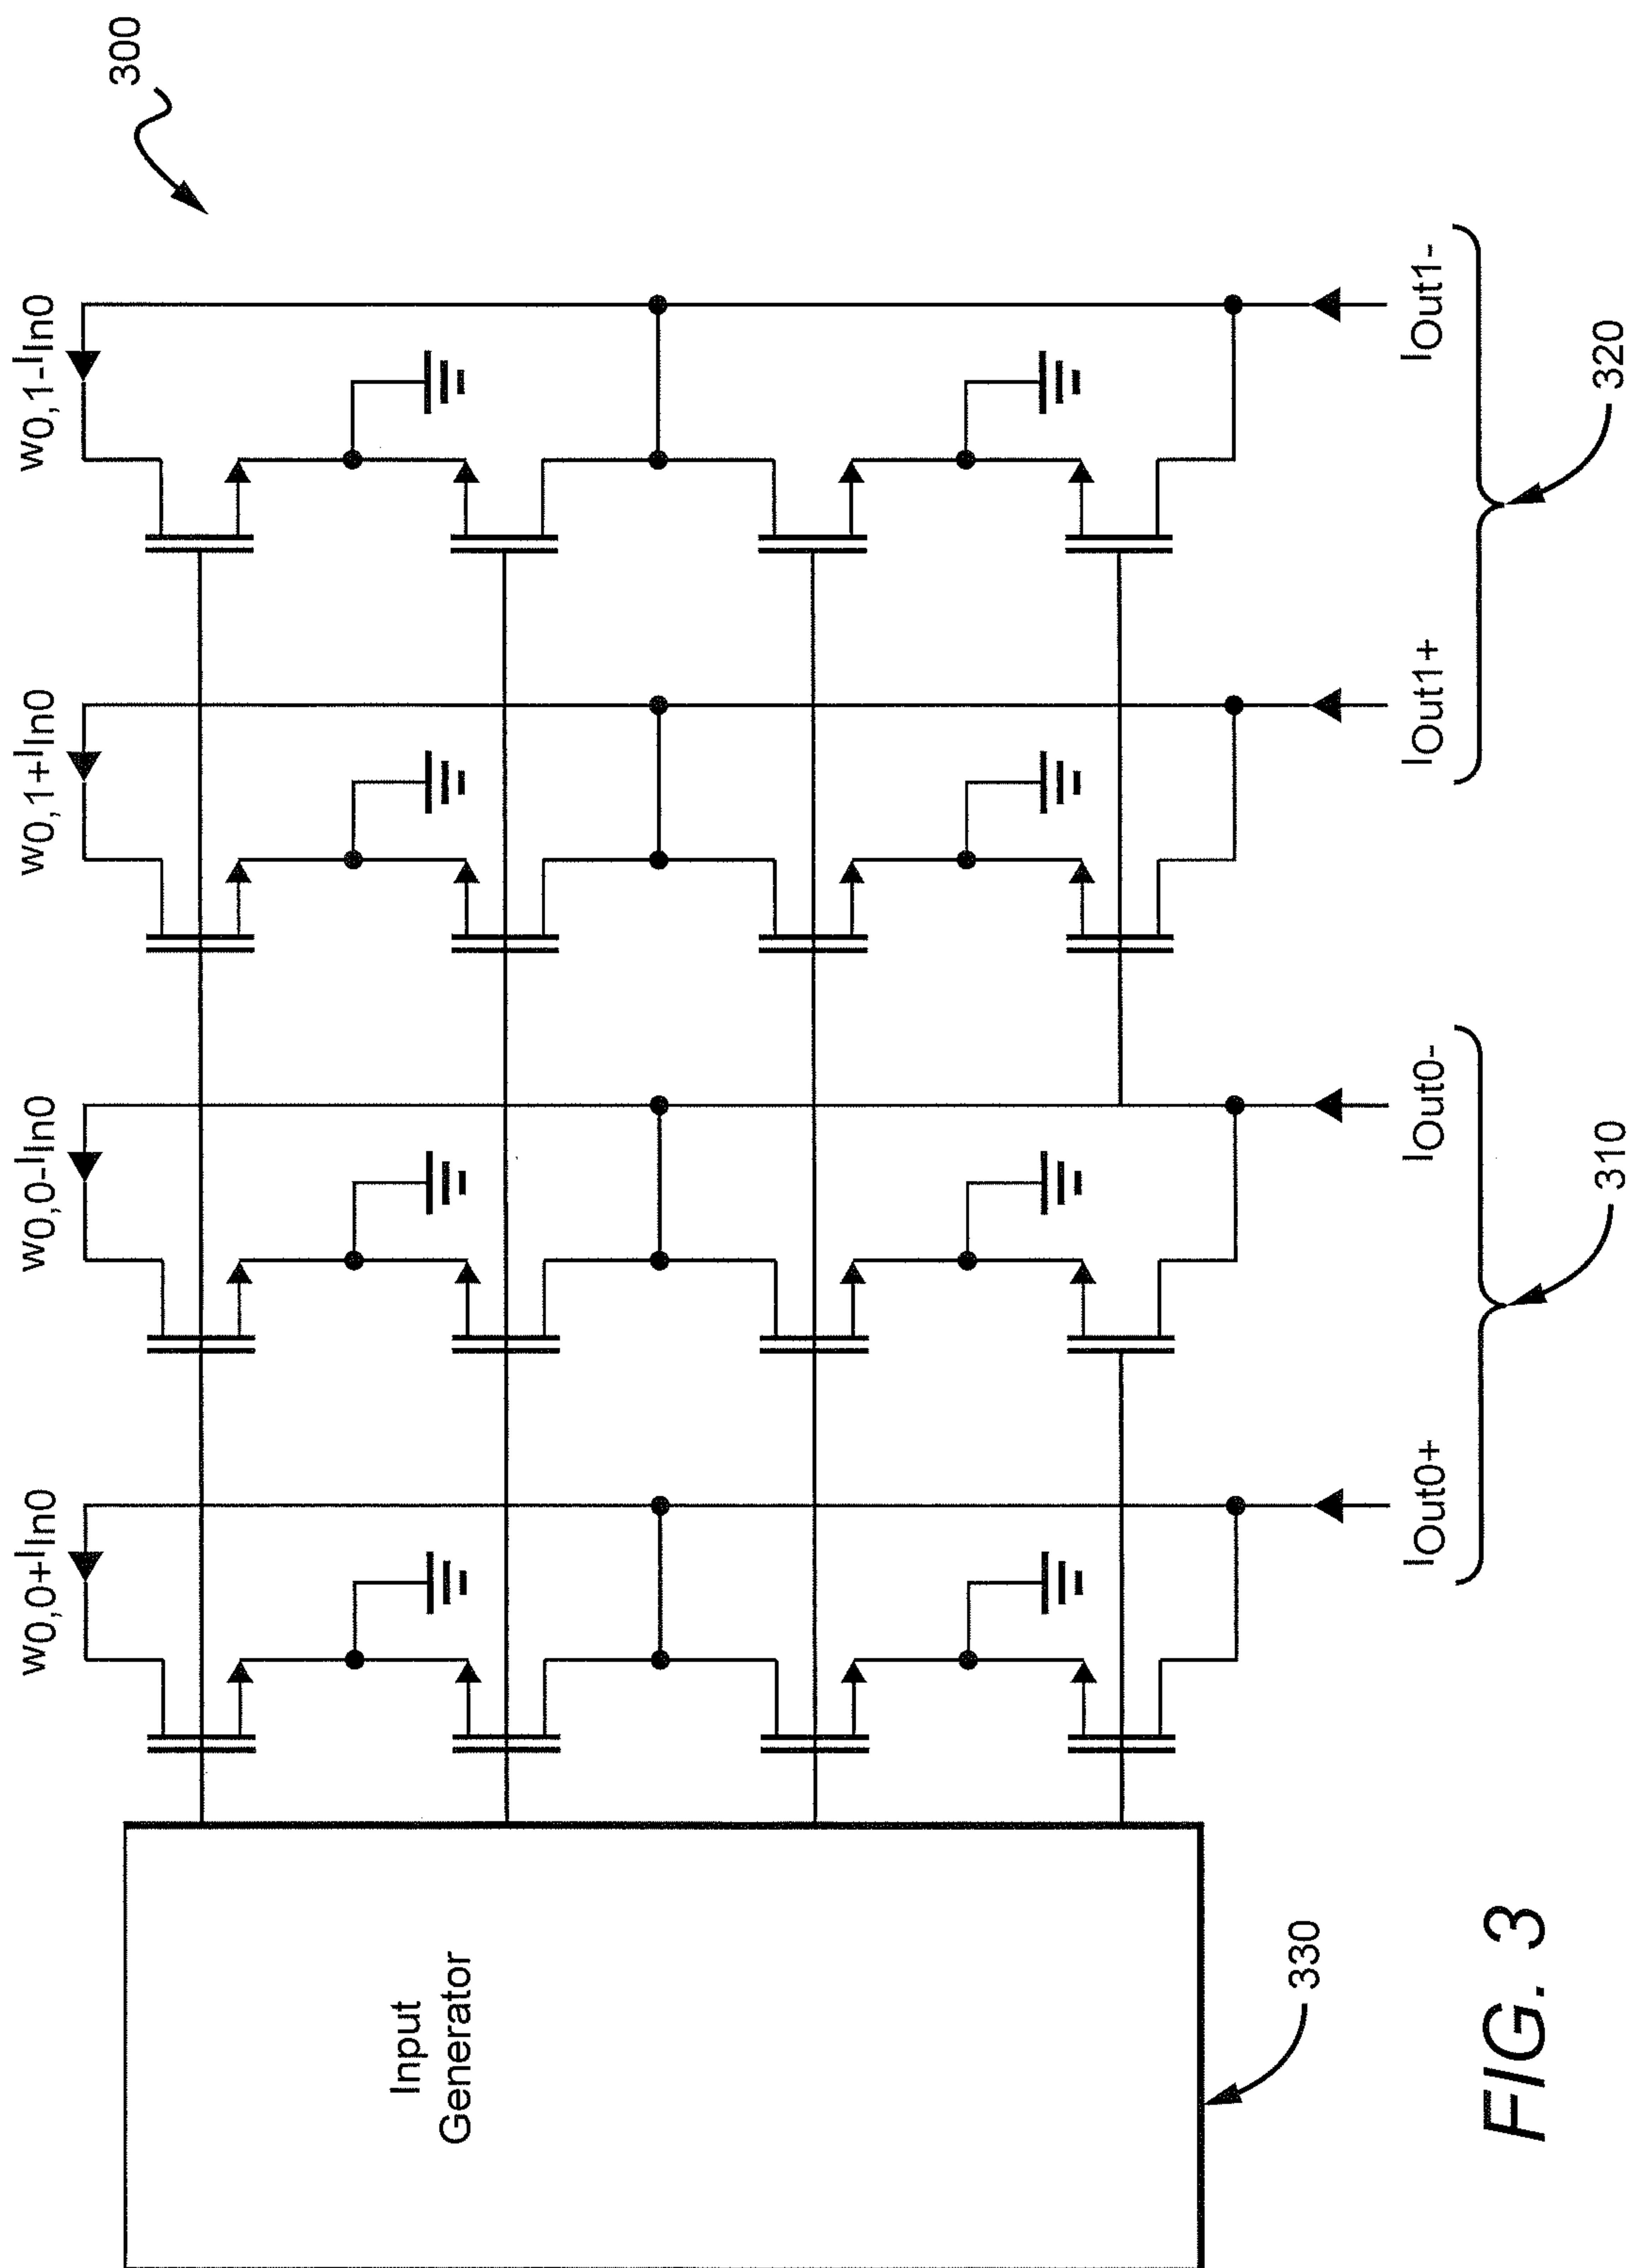 300
w0,0+IIn0
w0,0-IIn0
w0,1+IIn0
w0,1-IIn0
Input
Generator
330
IOut0+
IOut0-
IOut1+
IOut1-
310
320
FIG. 3